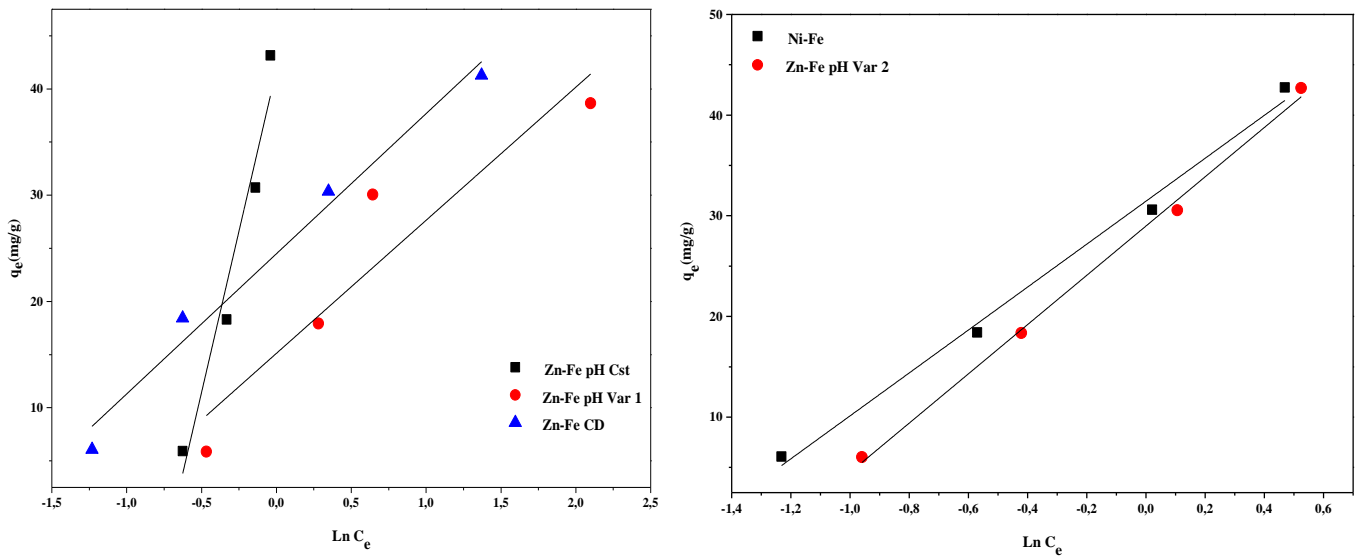 40
30
20
10
q_e(mg/g)
Zn-Fe pH Cst
Zn-Fe pH Var 1
Zn-Fe CD
-1,5 -1,0 -0,5 0,0 0,5 1,0 1,5 2,0 2,5
Ln C_e
50
40
30
20
10
q_e(mg/g)
Ni-Fe
Zn-Fe pH Var 2
-1,4 -1,2 -1,0 -0,8 -0,6 -0,4 -0,2 0,0 0,2 0,4 0,6
Ln C_e